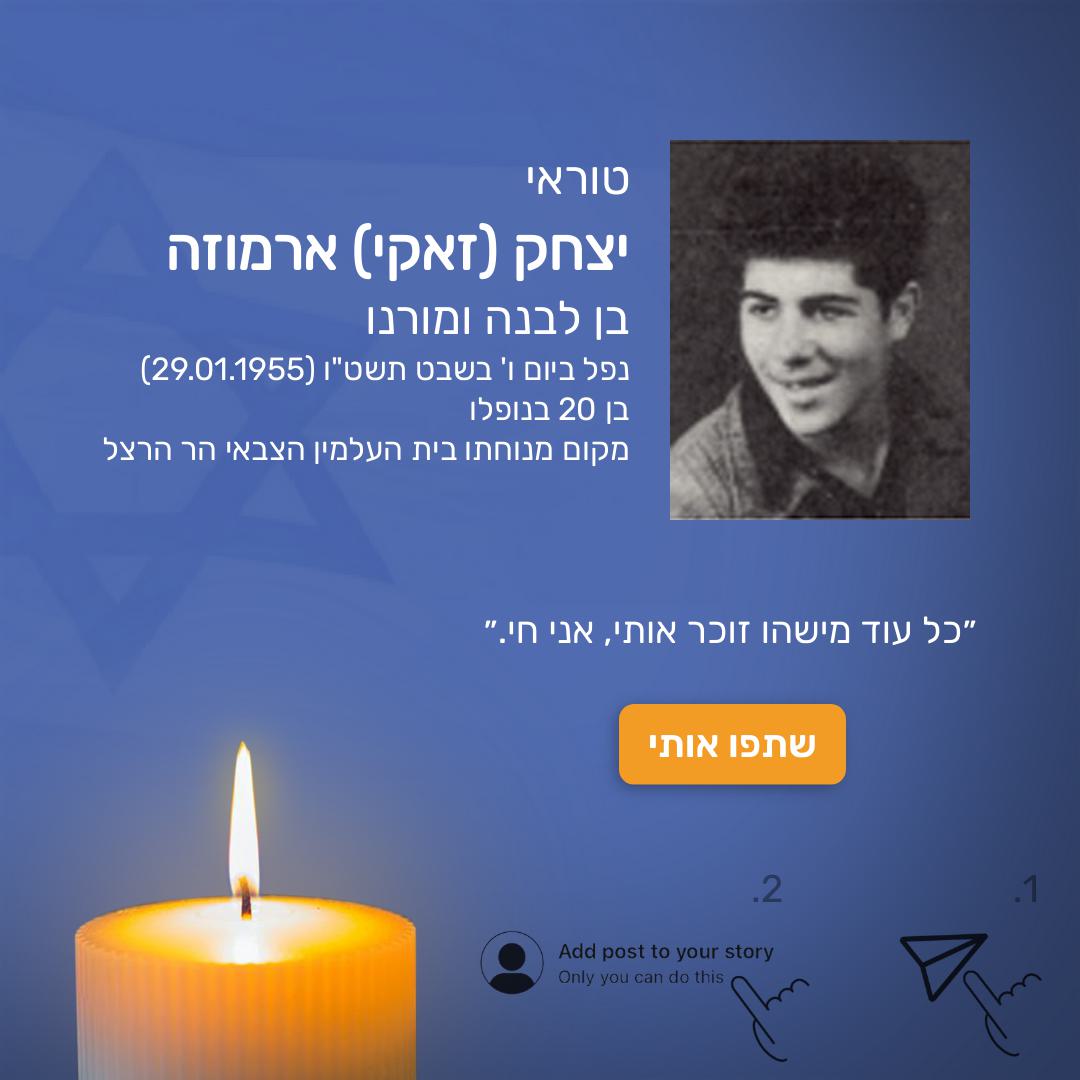 טוראי
יצחק (זאקי) ארמוזה
בן לבנה ומורנו
נפל ביום ו' בשבט תשט"ו (29.01.1955)
בן 20 בנופלו
מקום מנוחתו בית העלמין הצבאי הר הרצל
״כל עוד מישהו זוכר אותי, אני חי.״
שתפו אותי
1.
2.
Add post to your story
Only you can do this